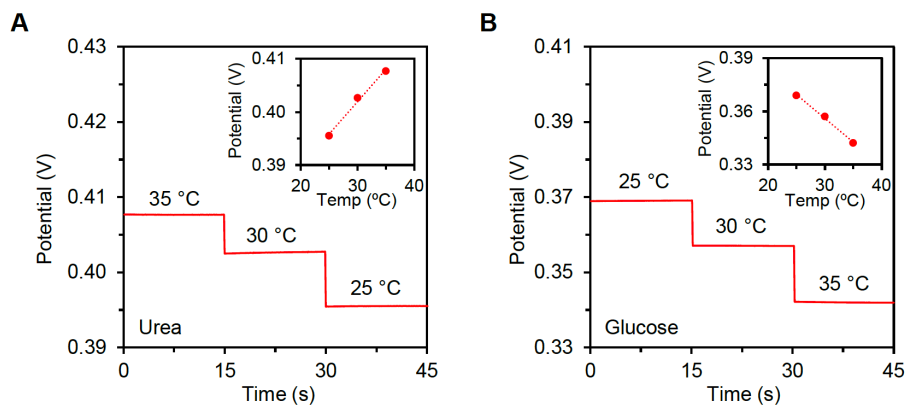 A
0.43
0.42
0.41
0.40
0.39
Potential (V)
35 °C
30 °C
25 °C
Urea
0 15 30 45
Time (s)
0.41
0.40
0.39
Potential (V)
20 30 40
Temp (ºC)
B
0.41
0.39
0.37
0.35
0.33
Potential (V)
25 °C
30 °C
35 °C
Glucose
0 15 30 45
Time (s)
0.39
0.36
0.33
Potential (V)
20 30 40
Temp (ºC)